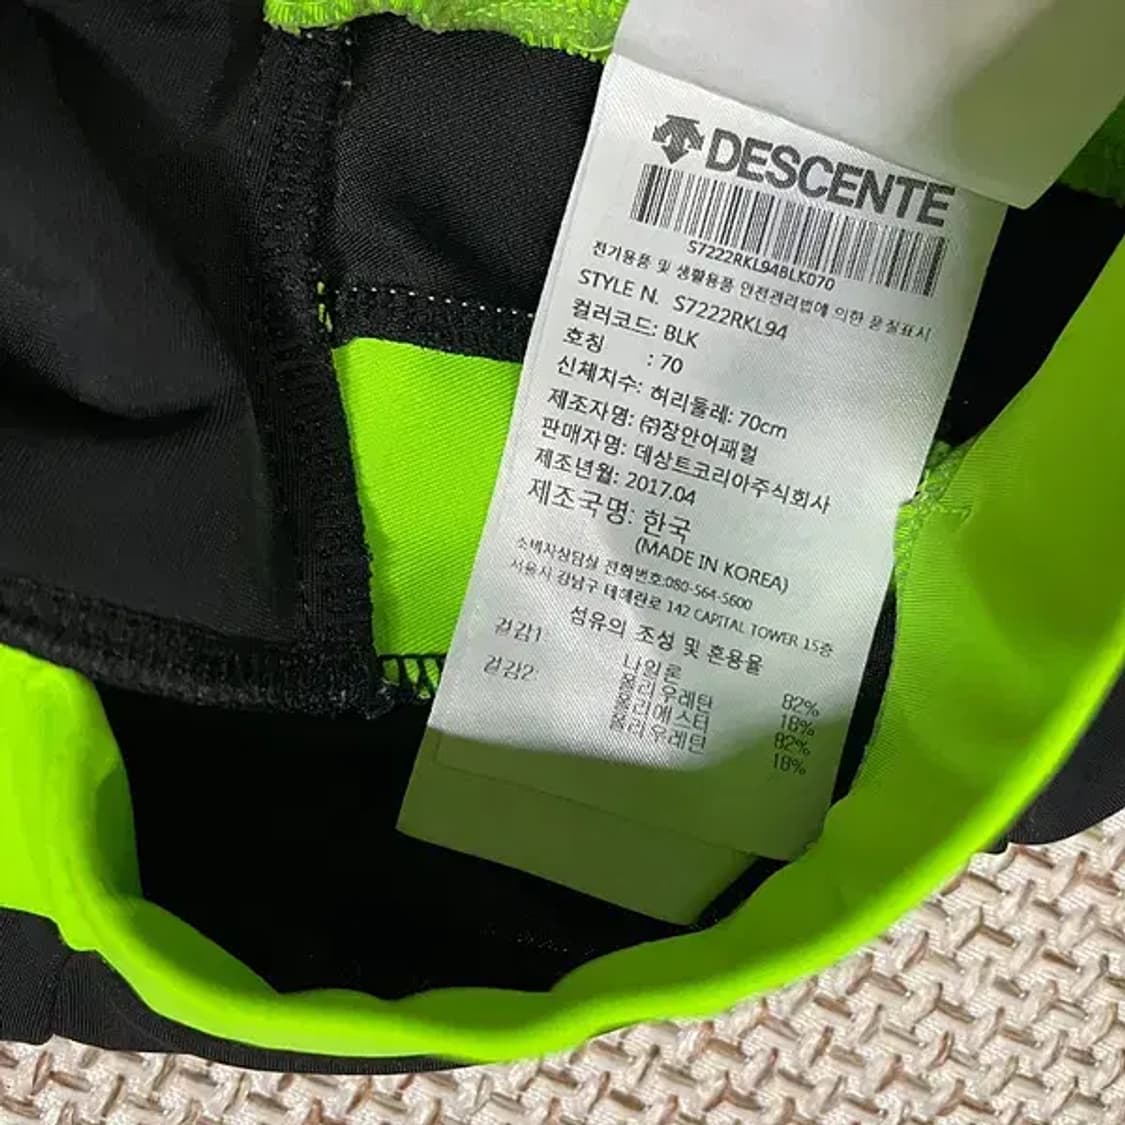 DESCENTE
S7222RKL94BLK070
전기용품 및 생활용품 안전관리법에 의한 품질표시
STYLE N. S7222RKL94
컬러코드: BLK
호칭 : 70
신체치수: 허리둘레: 70cm
제조자명: ㈜장안어패럴
판매자명: 데상트코리아주식회사
제조년월: 2017.04
제조국명: 한국
(MADE IN KOREA)
소비자상담실 전화번호:080-564-5600
서울시 강남구 테헤란로 142 CAPITAL TOWER 15층
섬유의 조성 및 혼용율
겉감1: 나일론 82%
폴리우레탄 18%
겉감2: 폴리에스터 82%
폴리우레탄 18%